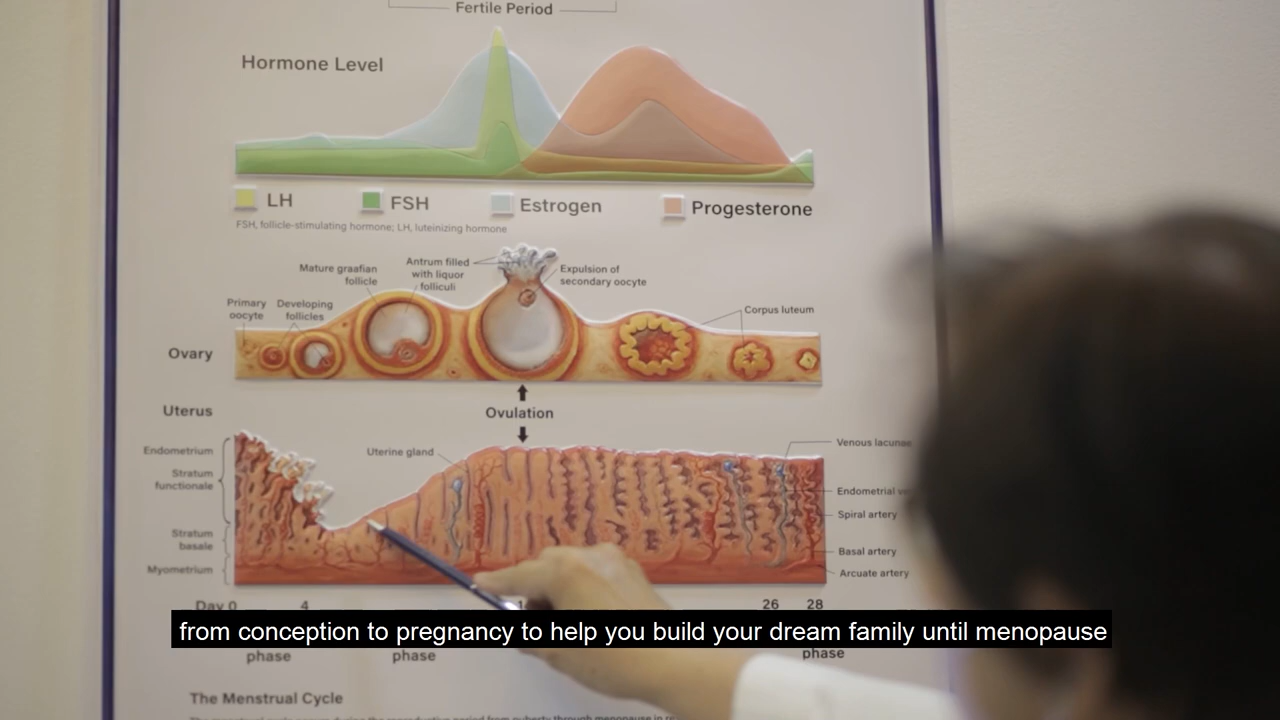 Fertile Period
Hormone Level
LH
FSH
Estrogen
Progesterone
FSH, follicle-stimulating hormone; LH, luteinizing hormone
Mature graafian
follicle
Antrum filled
with liquor
folliculi
Expulsion of
secondary oocyte
Primary
oocyte
Developing
follicles
Corpus luteum
Ovary
Ovulation
Uterus
Endometrium
Stratum
functionale
Stratum
basale
Myometrium
Uterine gland
Venous lacunae
Endometrial
Spiral artery
Basal artery
Arcuate artery
Day 0 4 26 28
from conception to pregnancy to help you build your dream family until menopause
phase phase phase
The Menstrual Cycle